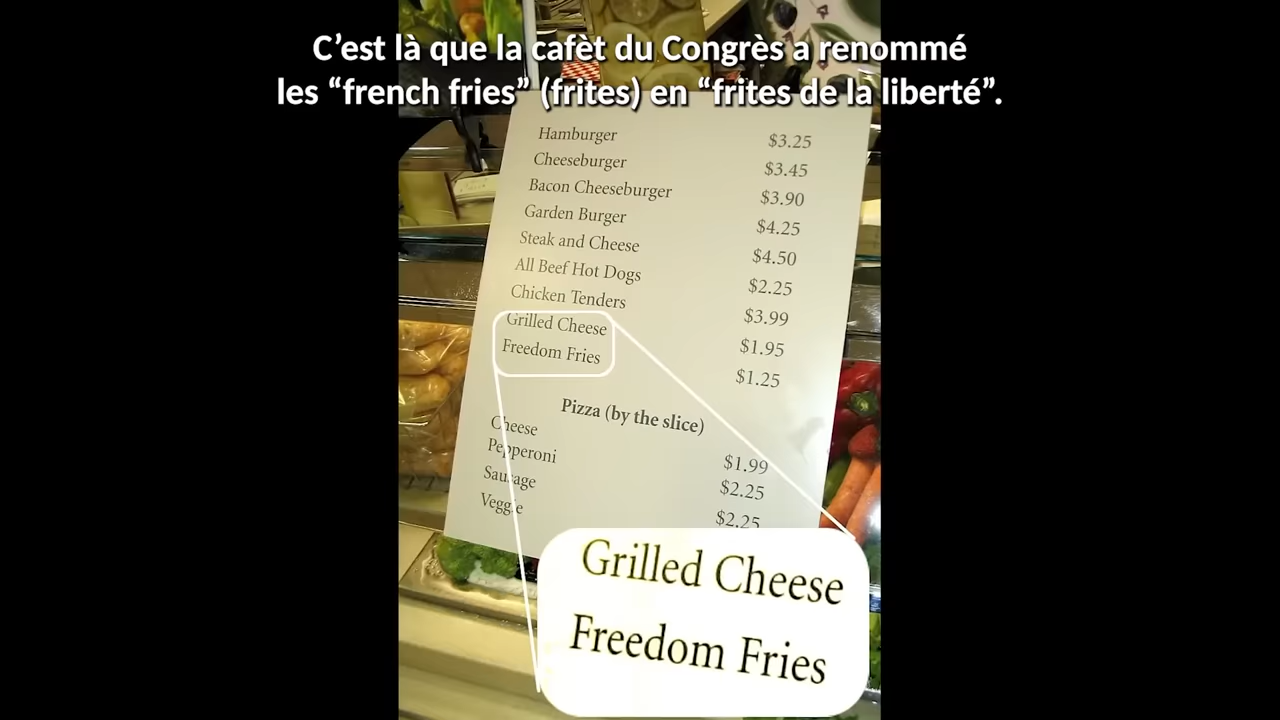 C’est là que la cafèt du Congrès a renommé
les “french fries” (frites) en “frites de la liberté”.
Hamburger $3.25
Cheeseburger $3.45
Bacon Cheeseburger $3.90
Garden Burger $4.25
Steak and Cheese $4.50
All Beef Hot Dogs $2.25
Chicken Tenders $3.99
Grilled Cheese $1.95
Freedom Fries $1.25
Pizza (by the slice)
Cheese $1.99
Pepperoni $2.25
Sausage $2.25
Veggie
Grilled Cheese
Freedom Fries